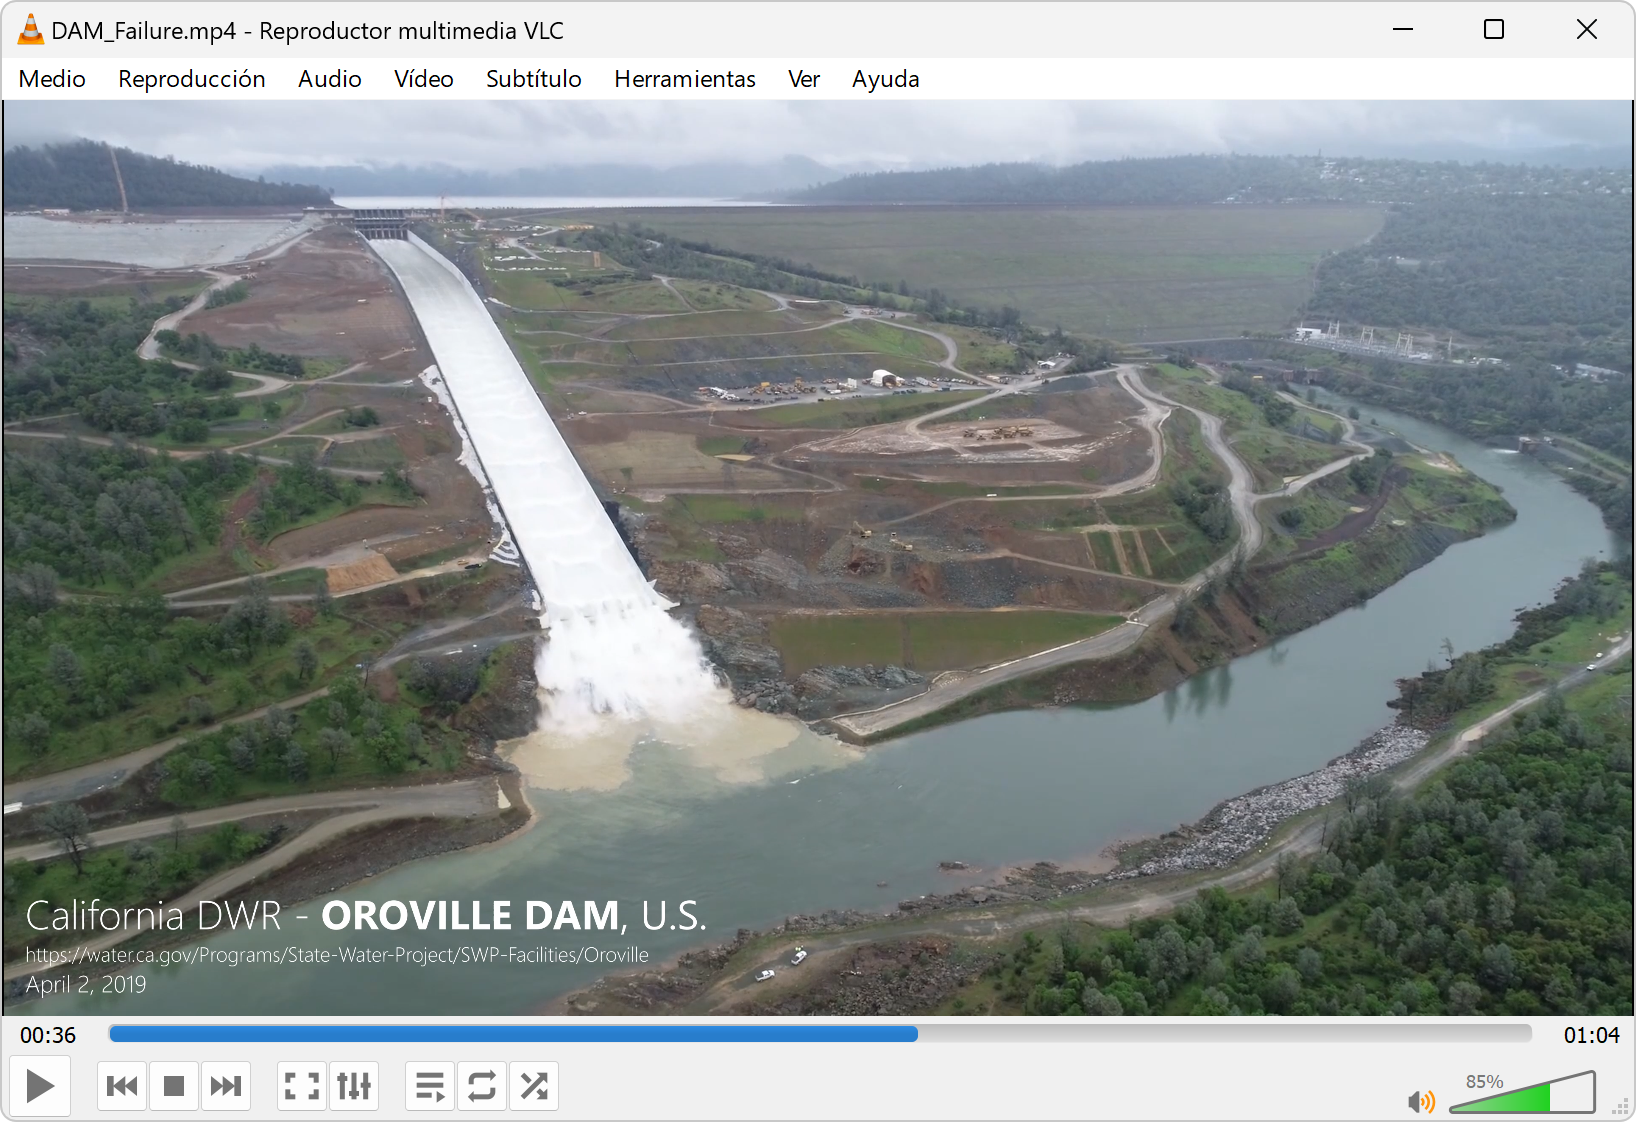 DAM_Failure.mp4 - Reproductor multimedia VLC
Medio Reproducción Audio Vídeo Subtítulo Herramientas Ver Ayuda
California DWR - OROVILLE DAM, U.S.
https://water.ca.gov/Programs/State-Water-Project/SWP-Facilities/Oroville
April 2, 2019
00:36 01:04
85%